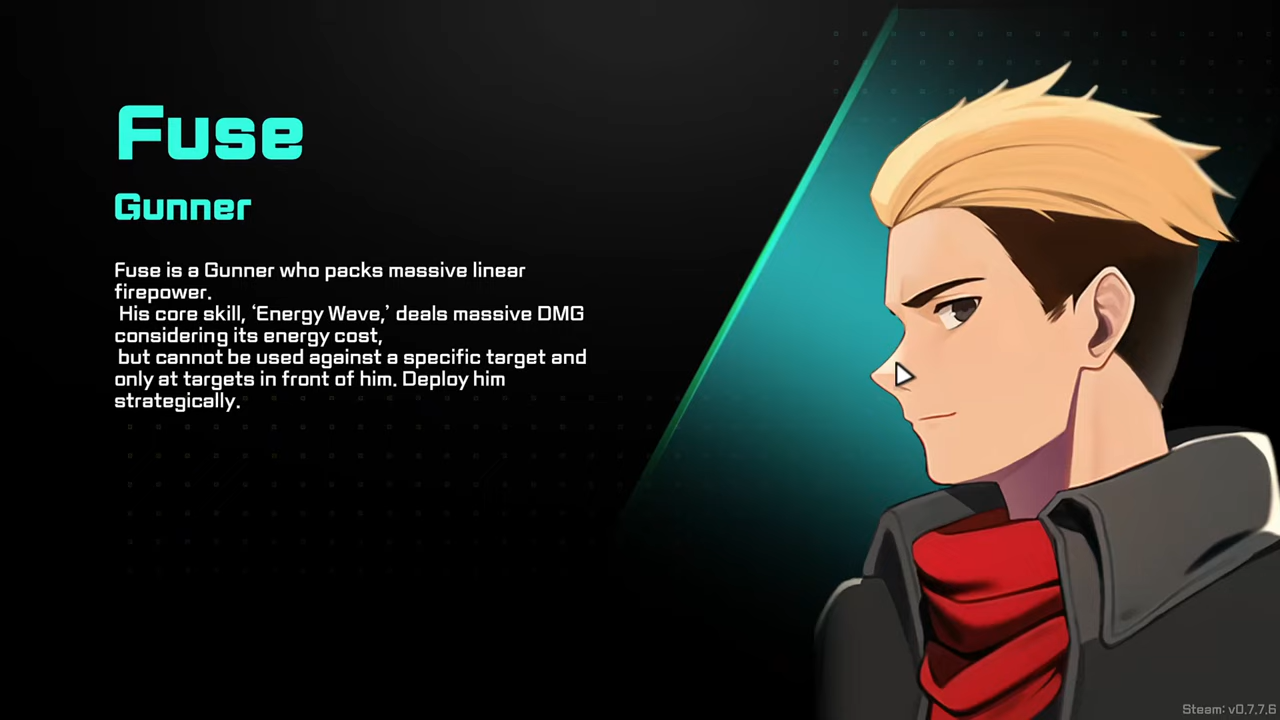 Fuse
Gunner
Fuse is a Gunner who packs massive linear
firepower.
His core skill, ‘Energy Wave,’ deals massive DMG
considering its energy cost,
but cannot be used against a specific target and
only at targets in front of him. Deploy him
strategically.
Steam: v0.7.7.6